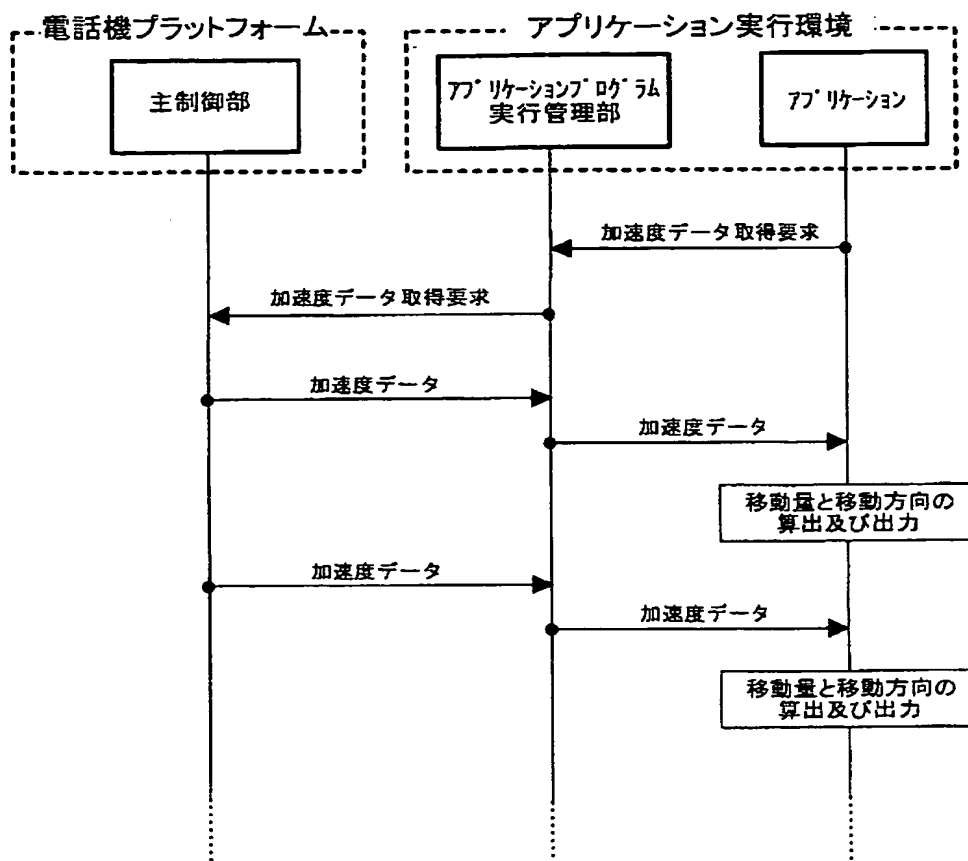 電話機プラットフォーム
アプリケーション実行環境
主制御部
アプリケーションプログラム
実行管理部
アプリケーション
加速度データ取得要求
加速度データ取得要求
加速度データ
加速度データ
移動量と移動方向の
算出及び出力
加速度データ
加速度データ
移動量と移動方向の
算出及び出力